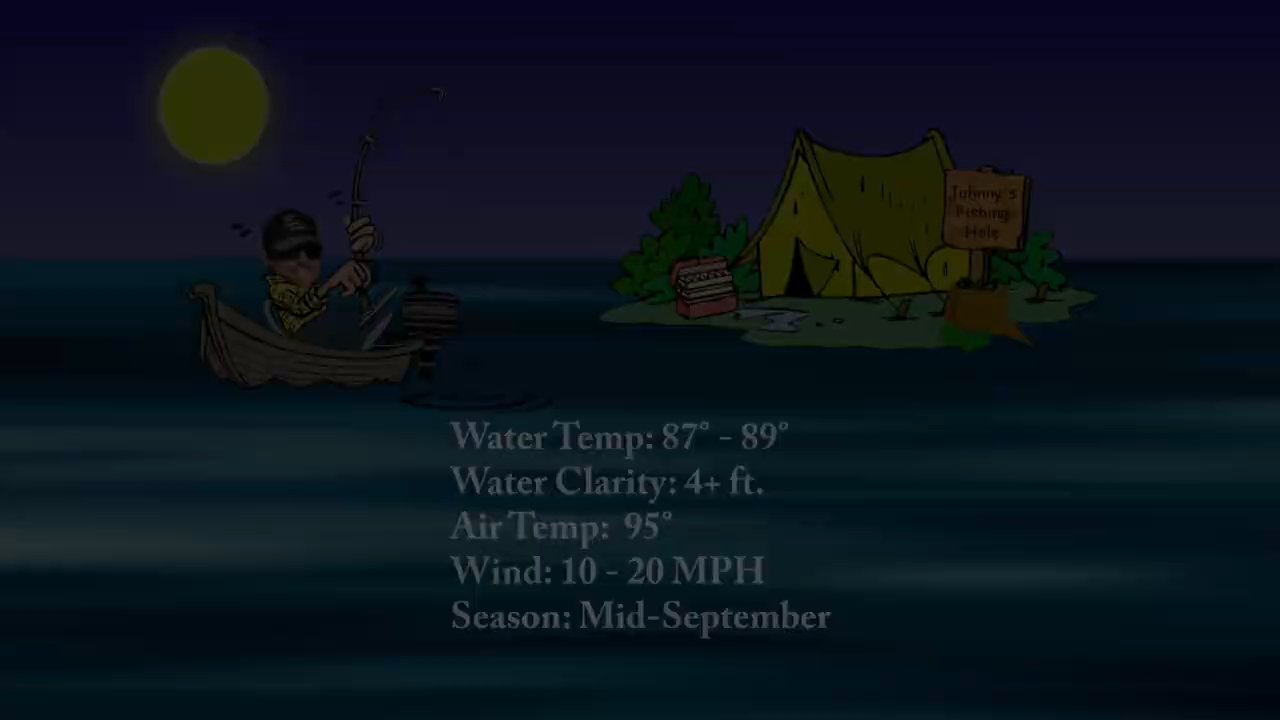 Johnny's
Fishing
Hole
Water Temp: 87° - 89°
Water Clarity: 4+ ft.
Air Temp: 95°
Wind: 10 - 20 MPH
Season: Mid-September